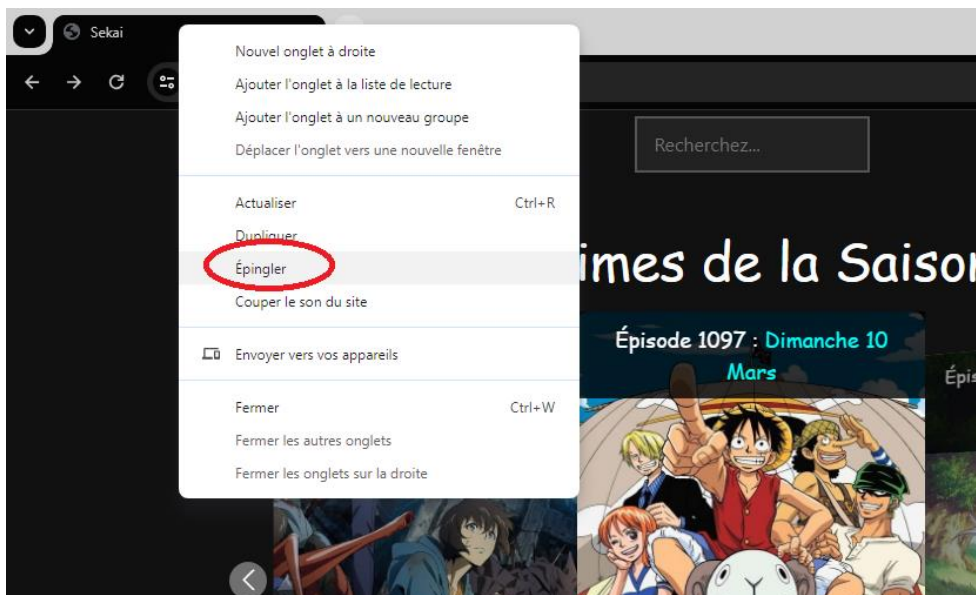 Sekai
Nouvel onglet à droite
Ajouter l'onglet à la liste de lecture
Ajouter l'onglet à un nouveau groupe
Déplacer l'onglet vers une nouvelle fenêtre
Actualiser Ctrl+R
Dupliquer
Épingler
Couper le son du site
Envoyer vers vos appareils
Fermer Ctrl+W
Fermer les autres onglets
Fermer les onglets sur la droite
Recherchez...
imes de la Saiso
Épisode 1097 : Dimanche 10
Mars
Épis